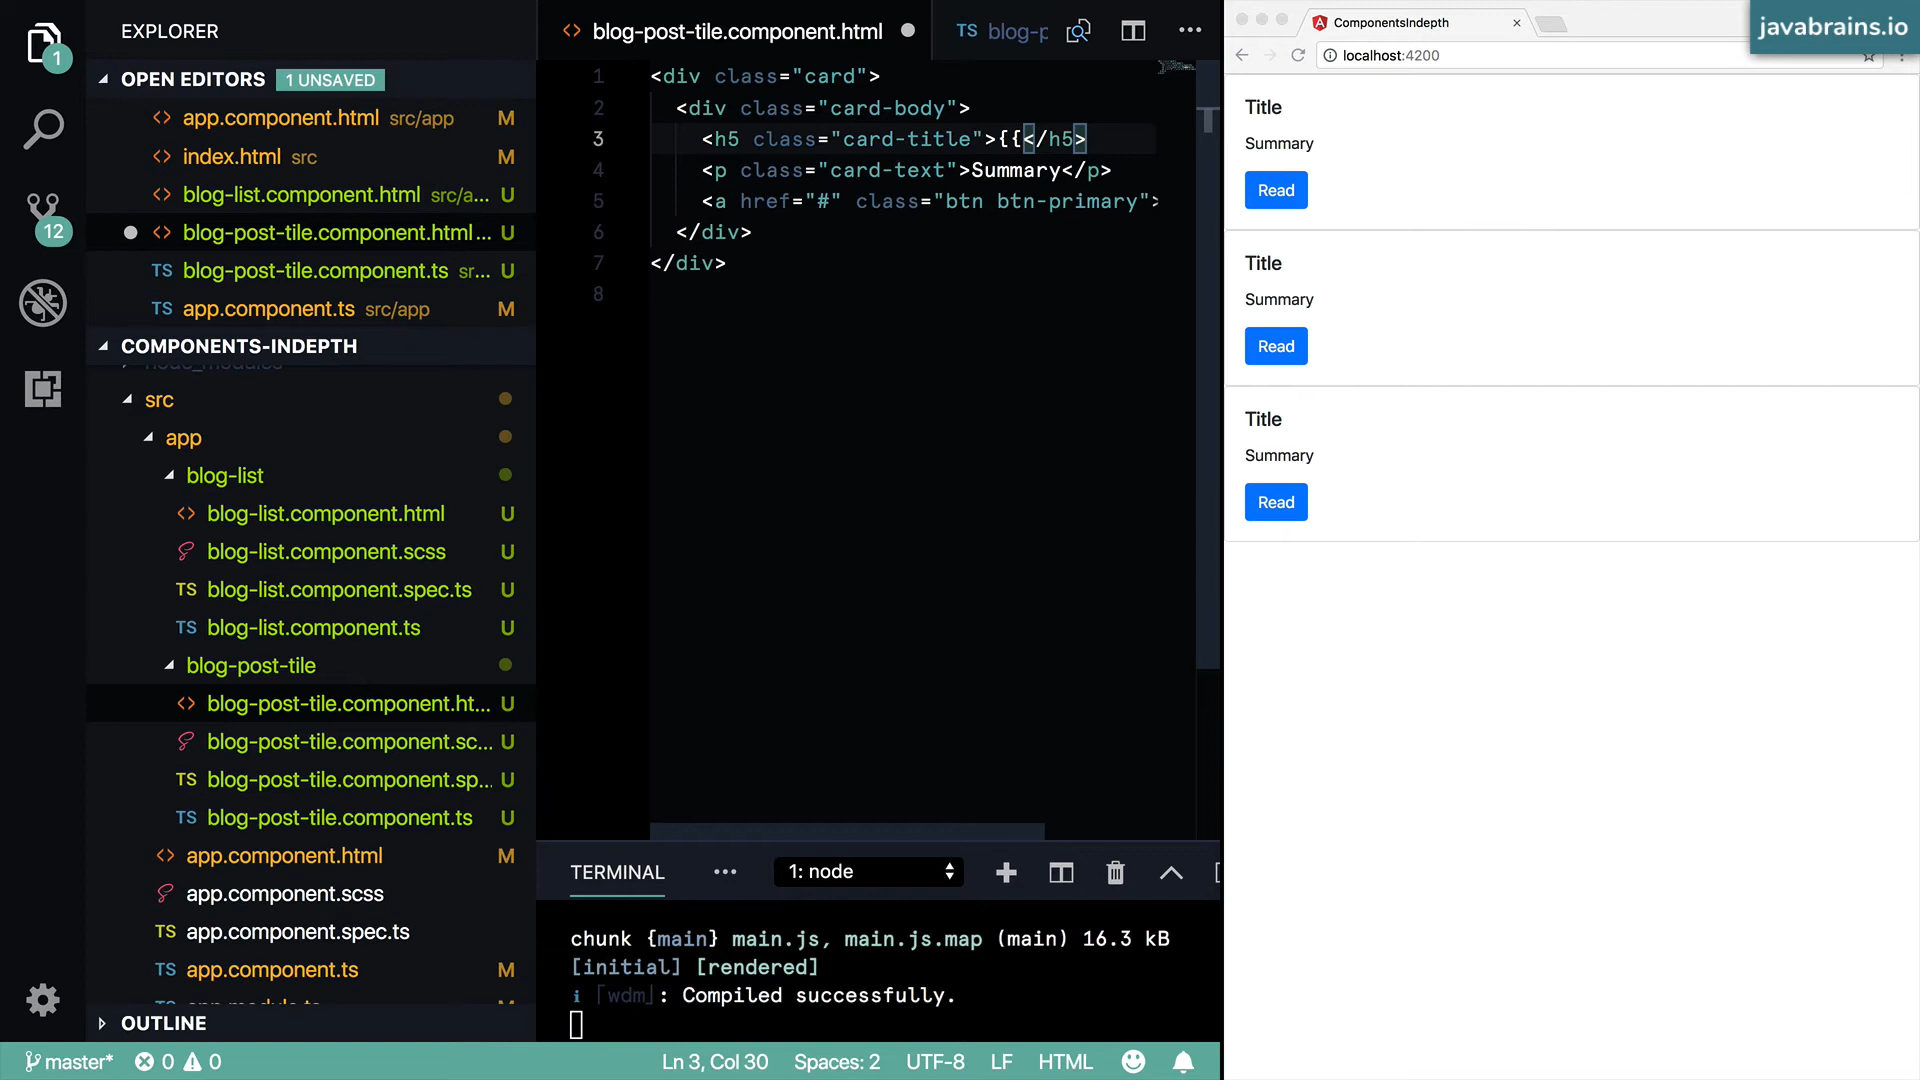 EXPLORER
OPEN EDITORS 1 UNSAVED
app.component.html src/app M
index.html src M
blog-list.component.html src/a... U
blog-post-tile.component.html ... U
TS blog-post-tile.component.ts sr... U
TS app.component.ts src/app M
COMPONENTS-INDEPTH
node_modules
src
app
blog-list
blog-list.component.html U
blog-list.component.scss U
TS blog-list.component.spec.ts U
TS blog-list.component.ts U
blog-post-tile
blog-post-tile.component.ht... U
blog-post-tile.component.sc... U
TS blog-post-tile.component.sp... U
TS blog-post-tile.component.ts U
app.component.html M
app.component.scss
TS app.component.spec.ts
TS app.component.ts M
OUTLINE
1
12
blog-post-tile.component.html TS blog-p
1 <div class="card">
2 <div class="card-body">
3 <h5 class="card-title">{{</h5>
4 <p class="card-text">Summary</p>
5 <a href="#" class="btn btn-primary">
6 </div>
7 </div>
8
TERMINAL ... 1: node
chunk {main} main.js, main.js.map (main) 16.3 kB
[initial] [rendered]
i ｢wdm｣: Compiled successfully.
master* 0 0 Ln 3, Col 30 Spaces: 2 UTF-8 LF HTML
ComponentsIndepth
localhost:4200
javabrains.io
Title
Summary
Read
Title
Summary
Read
Title
Summary
Read